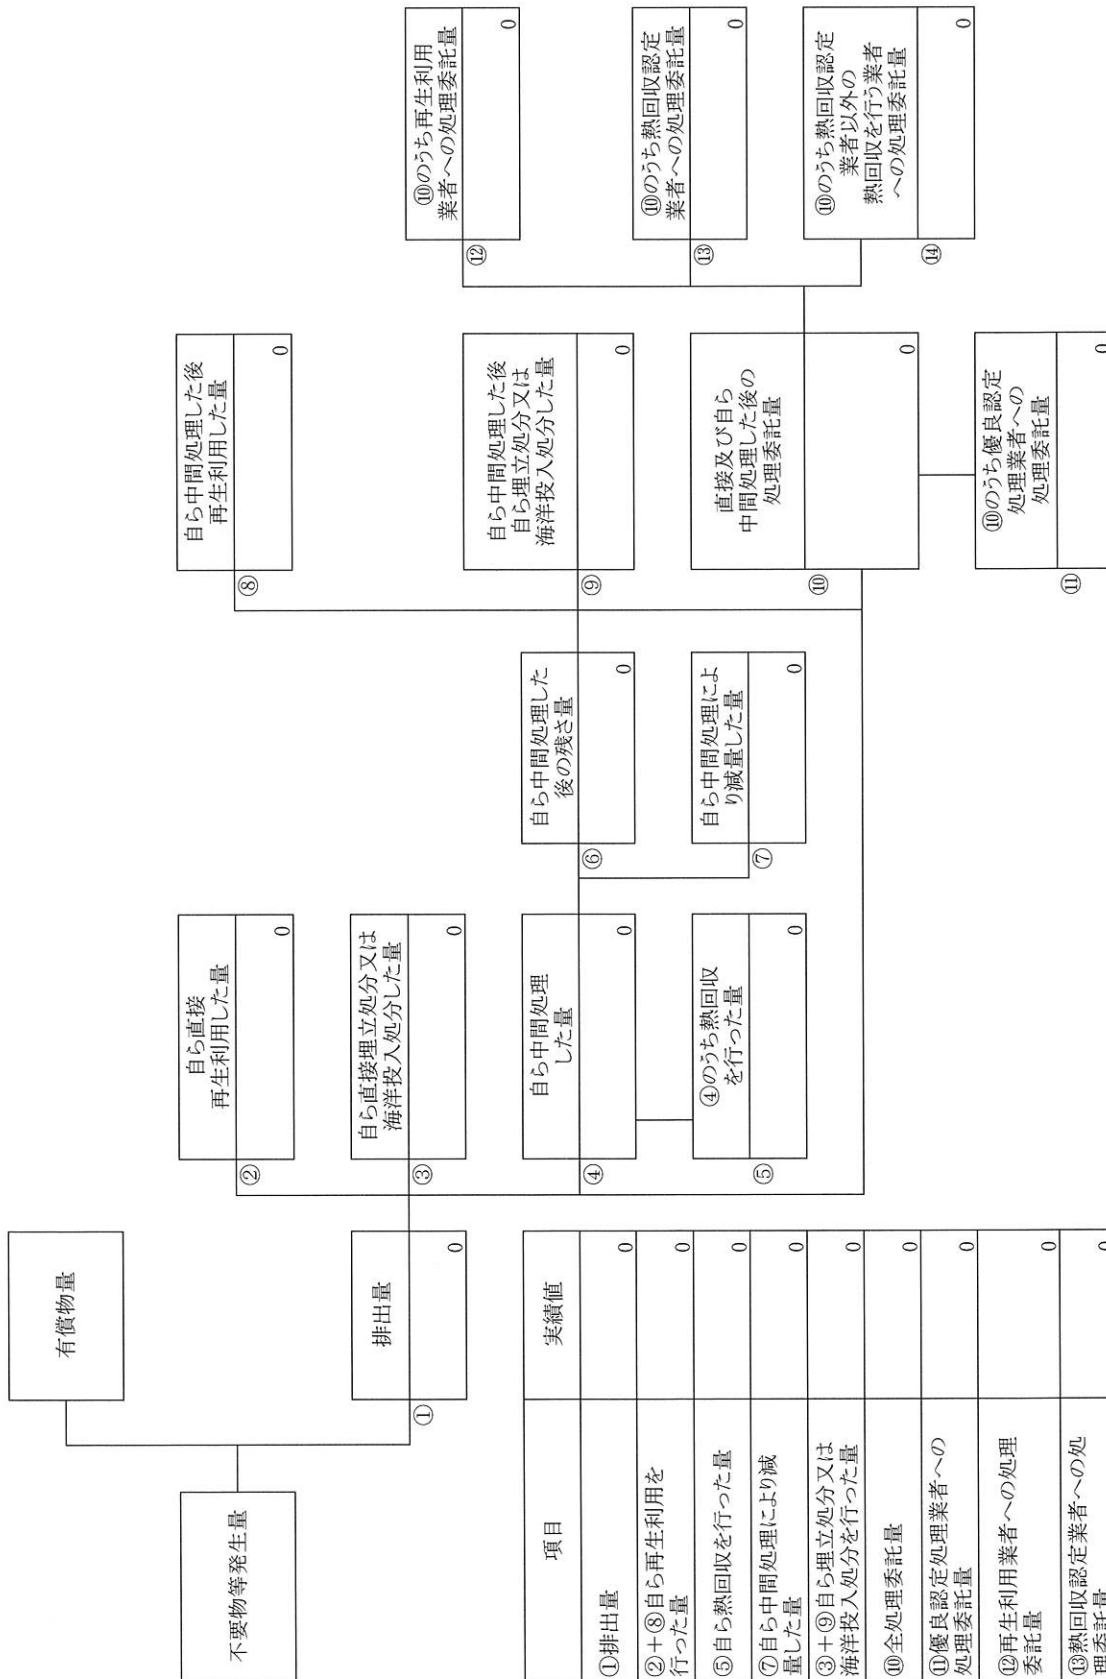 有償物量
不要物等発生量
排出量
①
0
自ら直接
再生利用した量
②
0
自ら直接埋立処分又は
海洋投入処分した量
③
0
自ら中間処理
した量
④
0
④のうち熱回収
を行った量
⑤
0
自ら中間処理した
後の残さ量
⑥
0
自ら中間処理によ
り減量した量
⑦
0
自ら中間処理した後
再生利用した量
⑧
0
自ら中間処理した後
自ら埋立処分又は
海洋投入処分した量
⑨
0
直接及び自ら
中間処理した後の
処理委託量
⑩
0
⑩のうち優良認定
処理業者への
処理委託量
⑪
0
⑩のうち再生利用
業者への処理委託量
⑫
0
⑩のうち熱回収認定
業者への処理委託量
⑬
0
⑩のうち熱回収認定
業者以外の
熱回収を行う業者
への処理委託量
⑭
0
項目 実績値
①排出量 0
②+⑧自ら再生利用を
行った量 0
⑤自ら熱回収を行った量 0
⑦自ら中間処理により減
量した量 0
③+⑨自ら埋立処分又は
海洋投入処分を行った量 0
⑩全処理委託量 0
⑪優良認定処理業者への
処理委託量 0
⑫再生利用業者への処理
委託量 0
⑬熱回収認定業者への処
理委託量 0